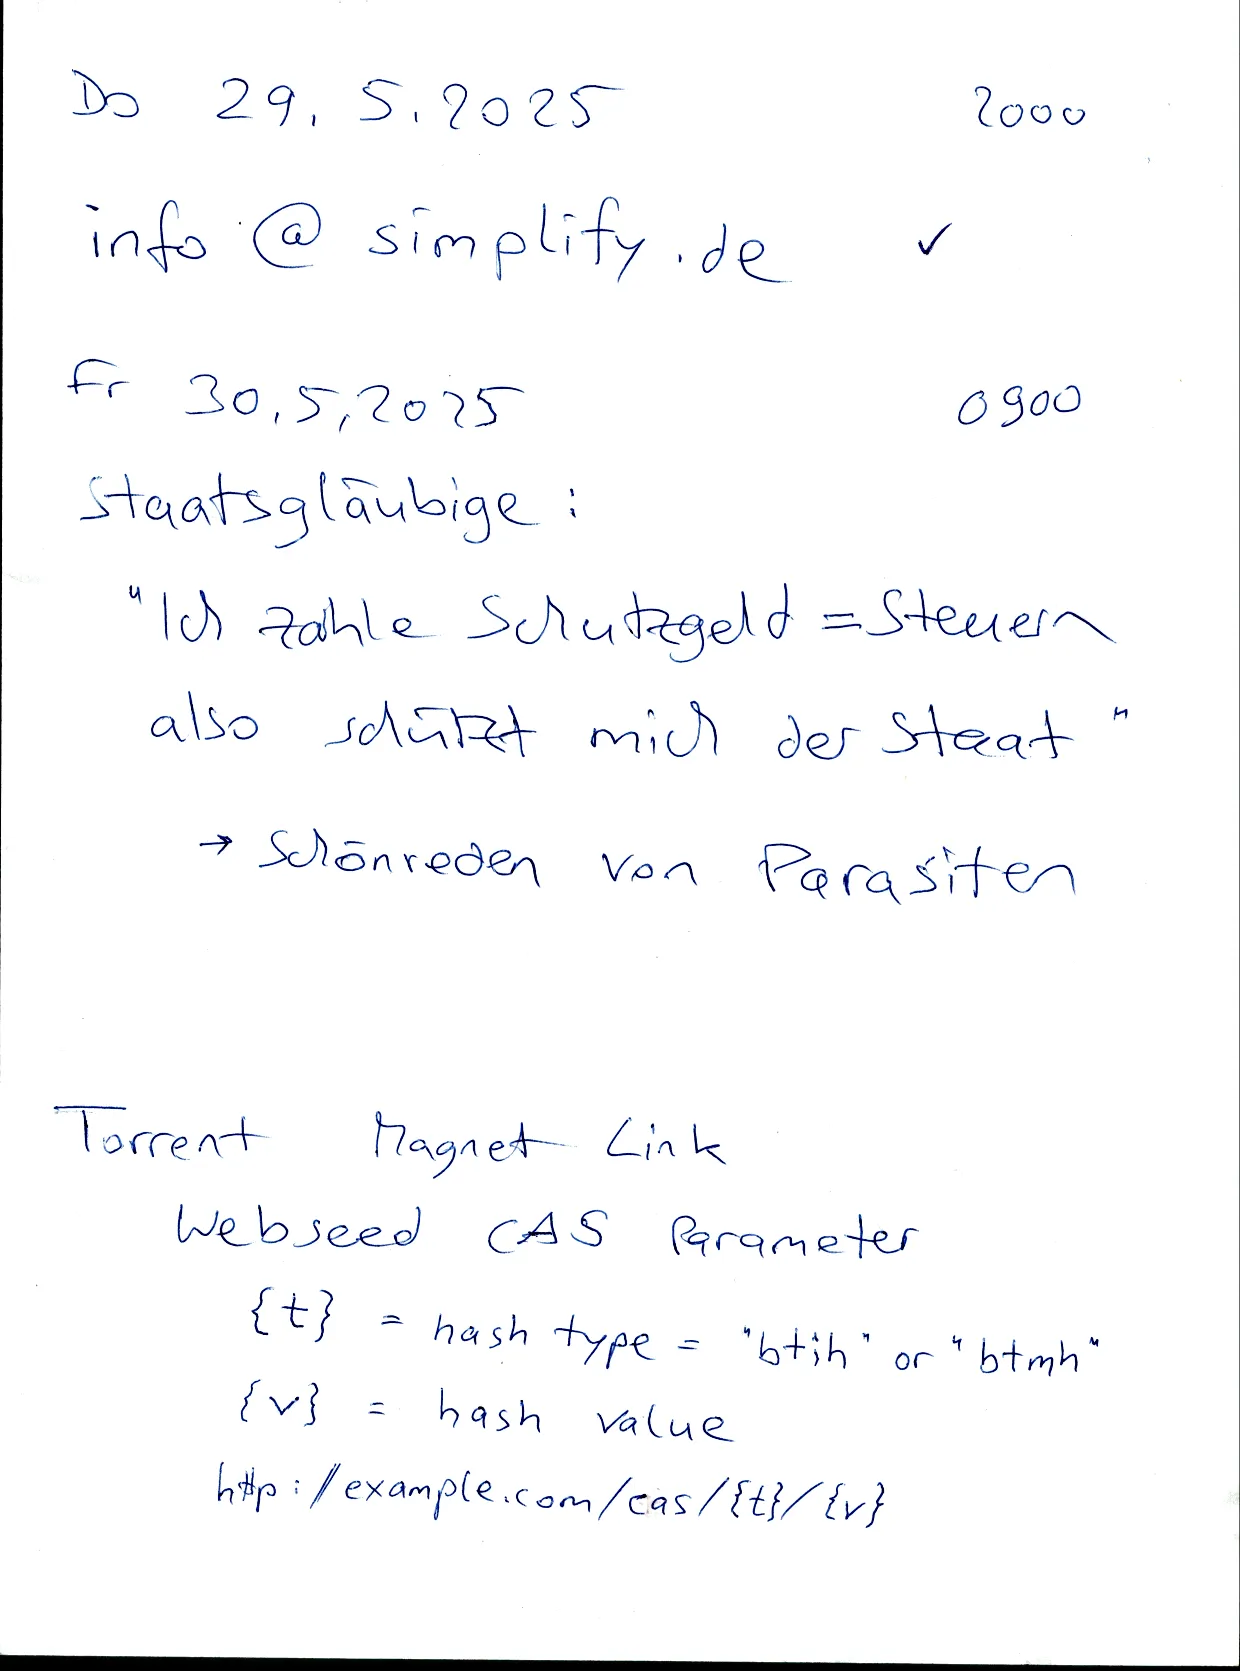 Do 29. 5. 2025 2000
info@simplify.de ✓
Fr 30.5.2025 0900
Staatsgläubige:
"Ich zahle Schutzgeld = Steuern
also schützt mich der Staat"
→ Schönreden von Parasiten
Torrent Magnet Link
Webseed CAS Parameter
{t} = hash type = "btih" or "btmh"
{v} = hash value
http://example.com/cas/{t}/{v}